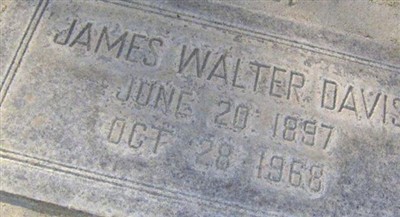 JAMES WALTER DAVIS
JUNE 20 1897
OCT 28 1968